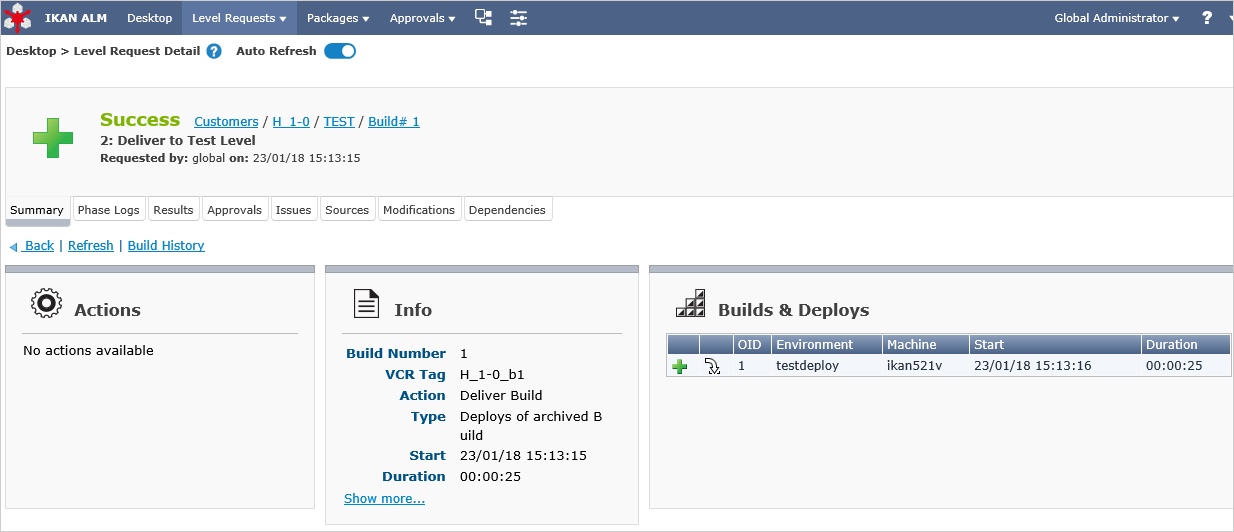 IKAN ALM Desktop Level Requests Packages Approvals Global Administrator ?
Desktop > Level Request Detail ? Auto Refresh
Success Customers / H_1-0 / TEST / Build# 1
2: Deliver to Test Level
Requested by: global on: 23/01/18 15:13:15
Summary Phase Logs Results Approvals Issues Sources Modifications Dependencies
Back | Refresh | Build History
Actions
No actions available
Info
Build Number 1
VCR Tag H_1-0_b1
Action Deliver Build
Type Deploys of archived B
uild
Start 23/01/18 15:13:15
Duration 00:00:25
Show more...
Builds & Deploys
OID Environment Machine Start Duration
1 testdeploy ikan521v 23/01/18 15:13:16 00:00:25